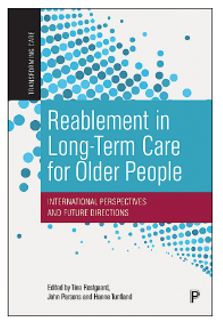 TRANSFORMING CARE
Reablement in
Long-Term Care
for Older People
INTERNATIONAL PERSPECTIVES
AND FUTURE DIRECTIONS
Edited by Tine Rostgaard,
John Parsons and Hanne Tuntland
P